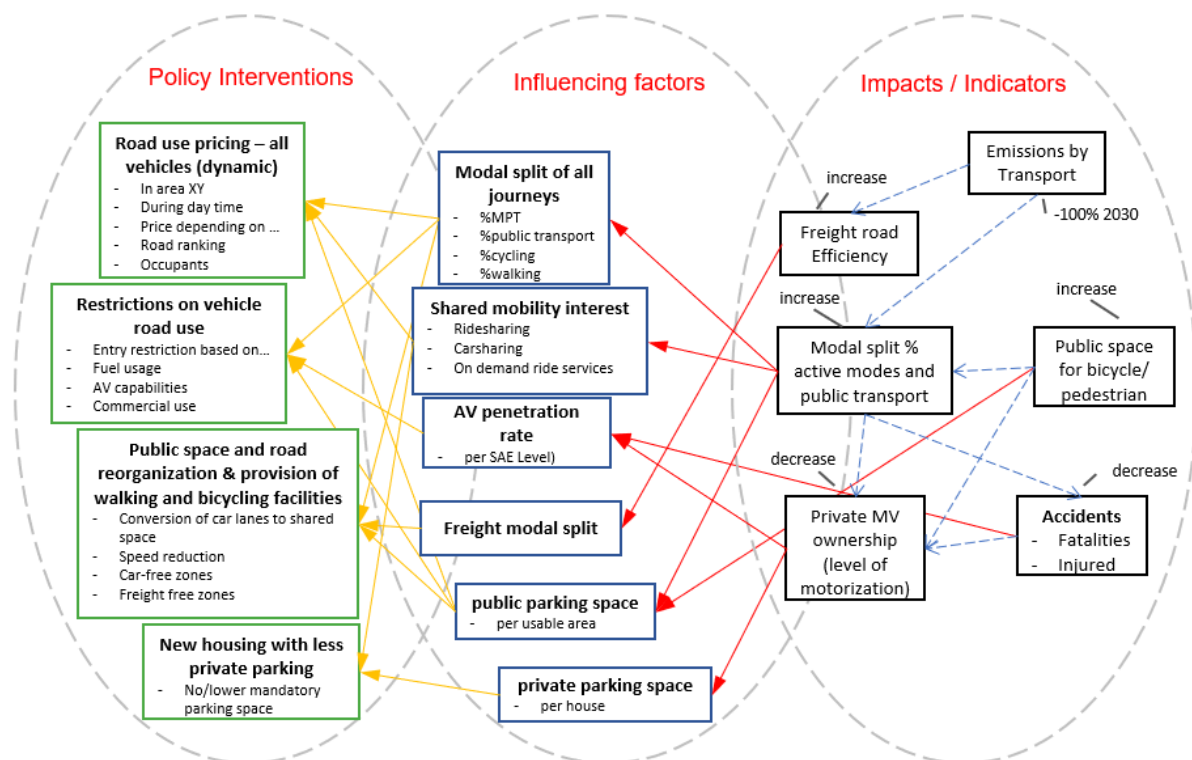 Policy Interventions
Influencing factors
Impacts / Indicators
Road use pricing – all
vehicles (dynamic)
- In area XY
- During day time
- Price depending on ...
- Road ranking
- Occupants
Restrictions on vehicle
road use
- Entry restriction based on...
- Fuel usage
- AV capabilities
- Commercial use
Public space and road
reorganization & provision of
walking and bicycling facilities
- Conversion of car lanes to shared
space
- Speed reduction
- Car-free zones
- Freight free zones
New housing with less
private parking
- No/lower mandatory
parking space
Modal split of all
journeys
- %MPT
- %public transport
- %cycling
- %walking
Shared mobility interest
- Ridesharing
- Carsharing
- On demand ride services
AV penetration
rate
- per SAE Level)
Freight modal split
public parking space
- per usable area
private parking space
- per house
Emissions by
Transport
-100% 2030
increase
Freight road
Efficiency
increase
Modal split %
active modes and
public transport
increase
Public space
for bicycle/
pedestrian
decrease
Private MV
ownership
(level of
motorization)
decrease
Accidents
- Fatalities
- Injured